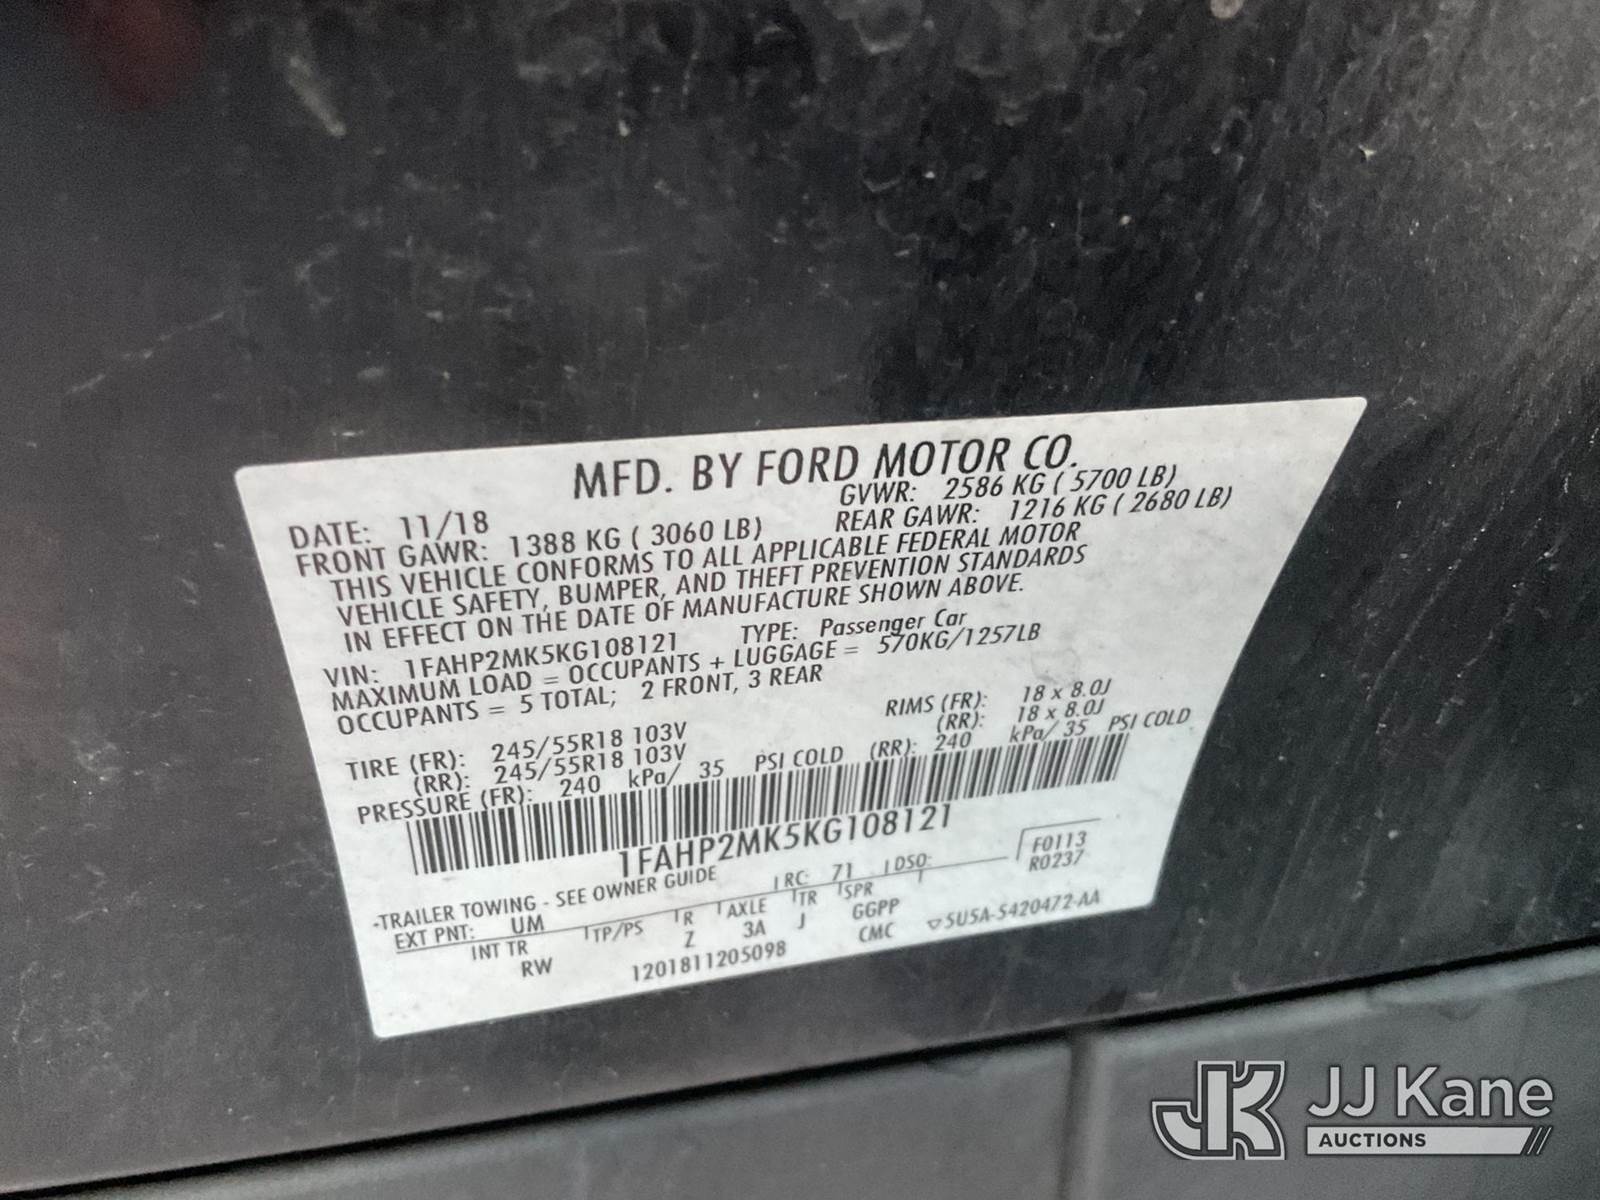 MFD. BY FORD MOTOR CO.
DATE: 11/18 GVWR: 2586 KG ( 5700 LB)
FRONT GAWR: 1388 KG ( 3060 LB) REAR GAWR: 1216 KG ( 2680 LB)
THIS VEHICLE CONFORMS TO ALL APPLICABLE FEDERAL MOTOR
VEHICLE SAFETY, BUMPER, AND THEFT PREVENTION STANDARDS
IN EFFECT ON THE DATE OF MANUFACTURE SHOWN ABOVE.
VIN: 1FAHP2MK5KG108121 TYPE: Passenger Car
MAXIMUM LOAD = OCCUPANTS + LUGGAGE = 570KG/1257LB
OCCUPANTS = 5 TOTAL; 2 FRONT, 3 REAR
TIRE (FR): 245/55R18 103V RIMS (FR): 18 x 8.0J
(RR): 245/55R18 103V (RR): 18 x 8.0J
PRESSURE (FR): 240 kPa/ 35 PSI COLD (RR): 240 kPa/ 35 PSI COLD
1FAHP2MK5KG108121
-TRAILER TOWING - SEE OWNER GUIDE
EXT PNT: UM RC: 71 DSO: F0113
R0237
INT TR TP/PS R AXLE TR SPR
RW Z 3A J GGPP
1201811205098 CMC ▽5U5A-5420472-AA
JK JJ Kane
AUCTIONS